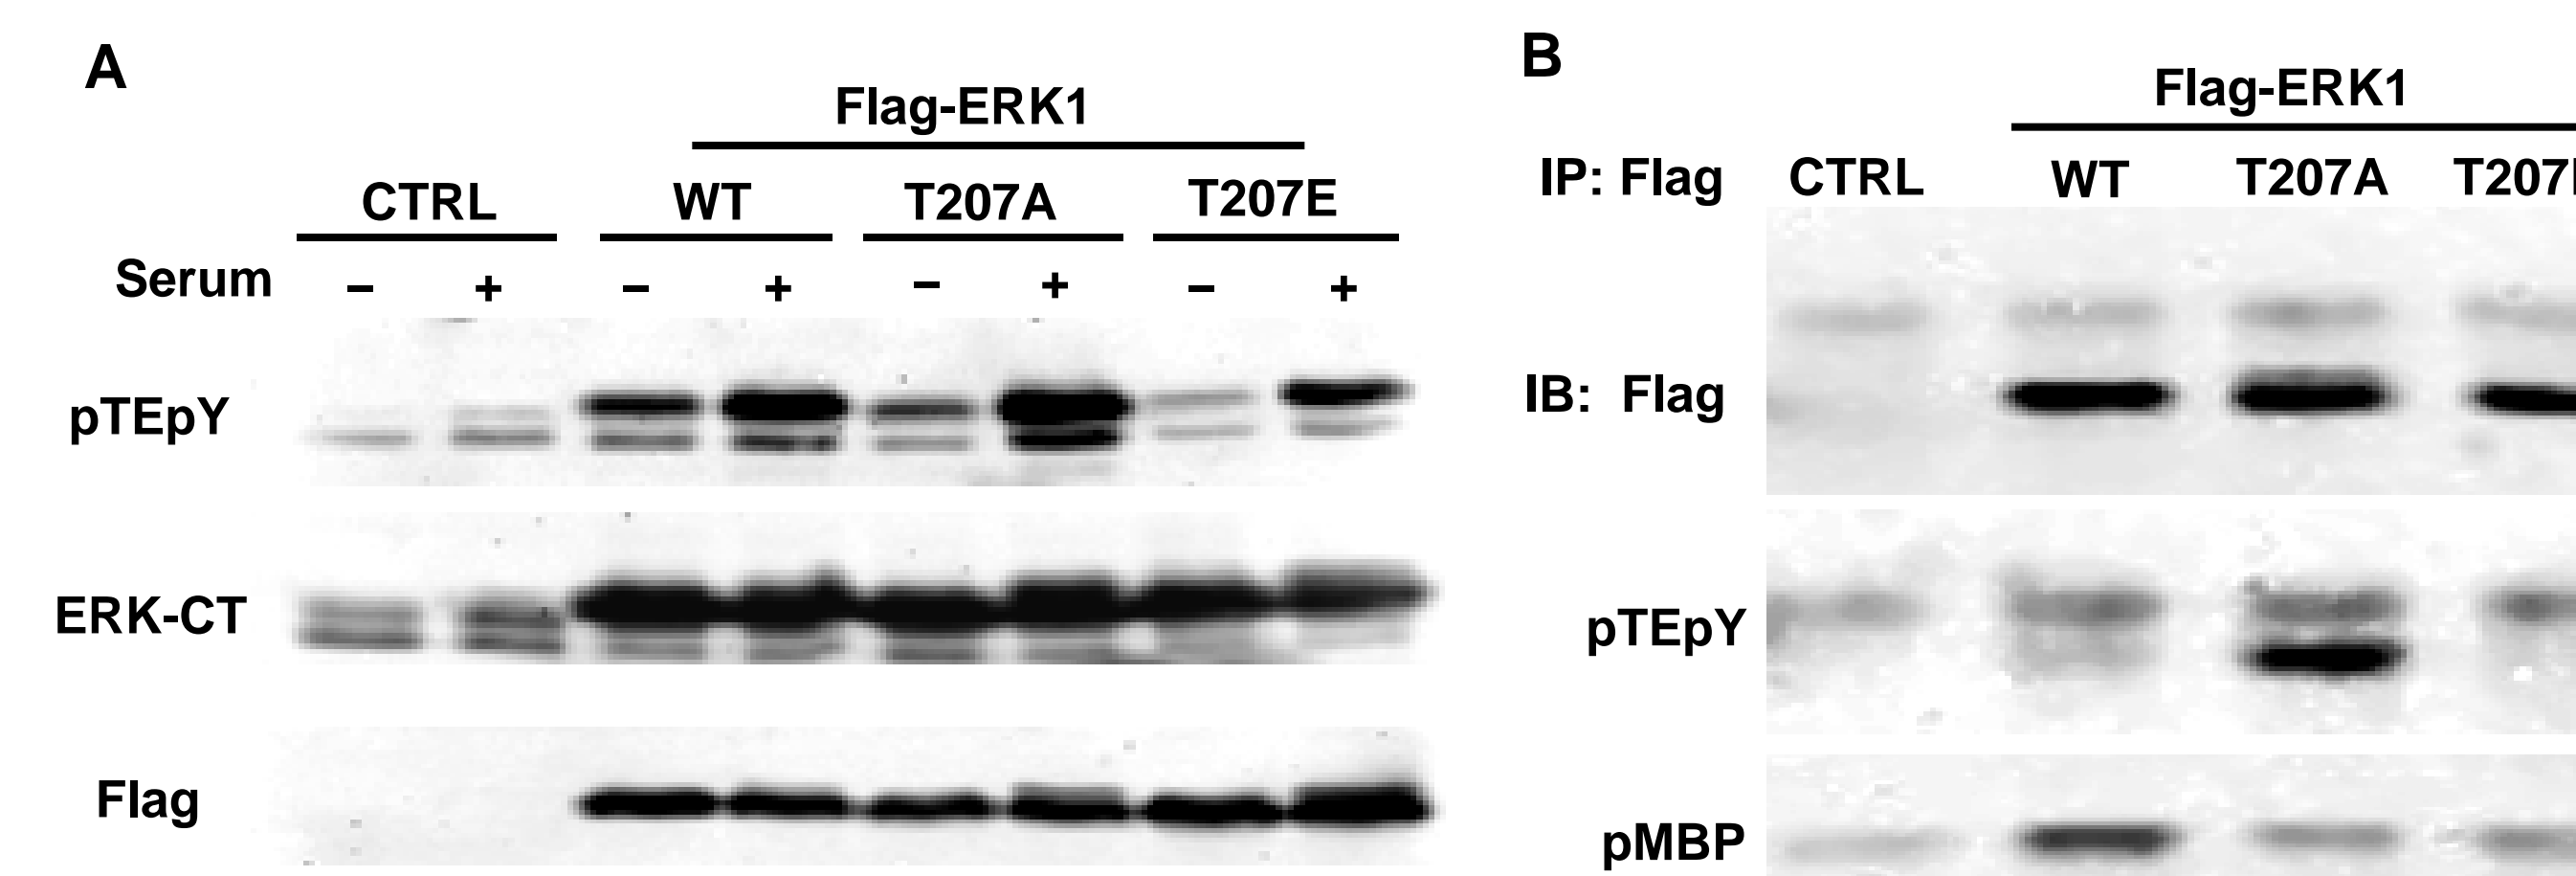 A
Flag-ERK1
CTRL WT T207A T207E
Serum − + − + − + − +
pTEpY
ERK-CT
Flag
B
Flag-ERK1
IP: Flag CTRL WT T207A
IB: Flag
pTEpY
pMBP